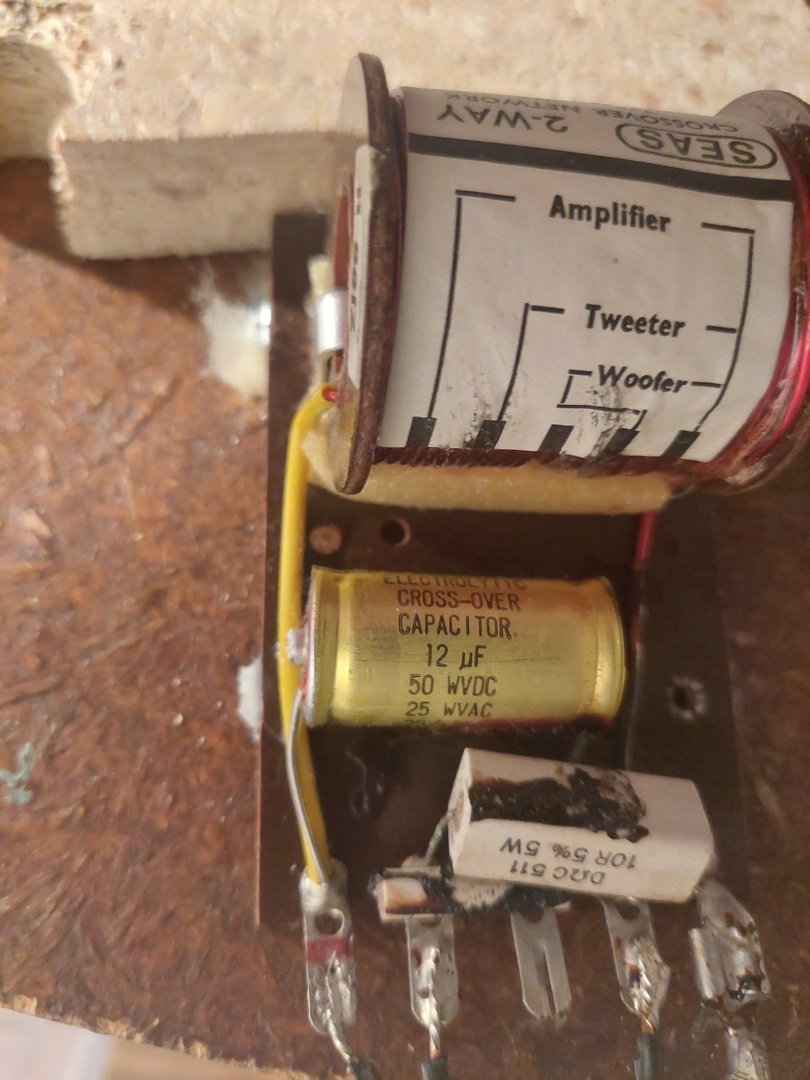 2-WAY
CROSSOVER NETWORK
SEAS
Amplifier
Tweeter
Woofer
ELECTROLYTIC
CROSS-OVER
CAPACITOR
12 µF
50 WVDC
25 WVAC
DΩC 511
10R 5% 5W